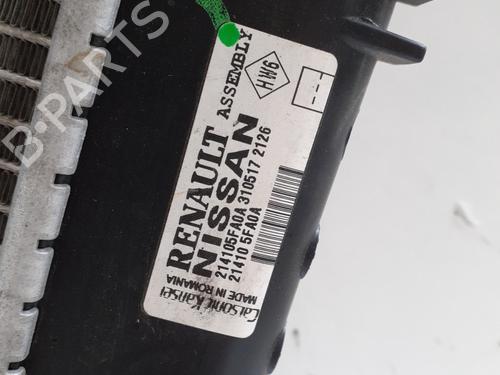 RENAULT ASSEMBLY
NISSAN
HW6
214105FA0A 310517 2126
21410 5FA0A
MADE IN ROMANIA
Calsonic Kansei
B-PARTS